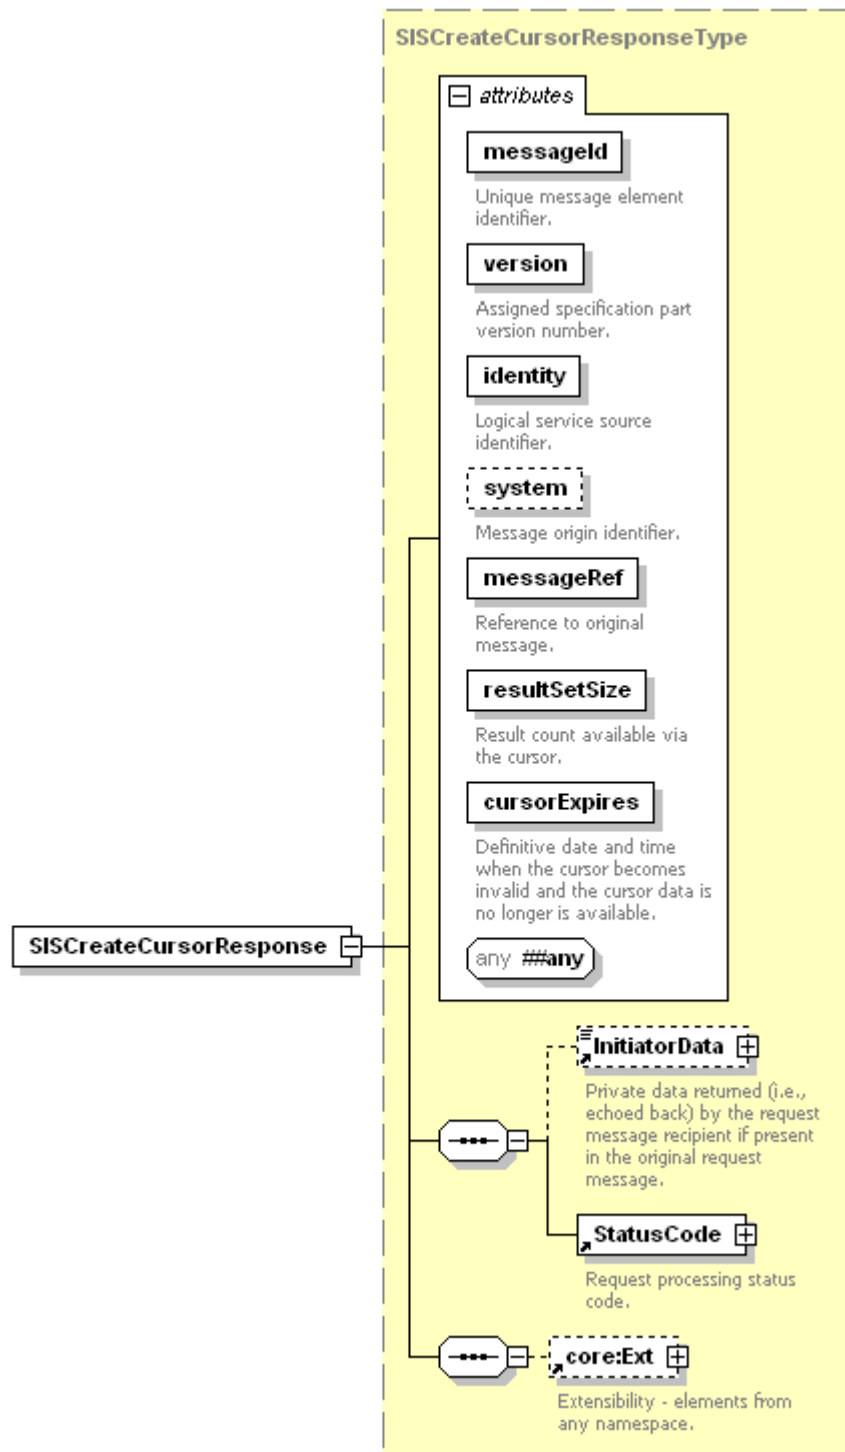 SISCreateCursorResponseType
attributes
messageId
Unique message element
identifier.
version
Assigned specification part
version number.
identity
Logical service source
identifier.
system
Message origin identifier.
messageRef
Reference to original
message.
resultSetSize
Result count available via
the cursor.
cursorExpires
Definitive date and time
when the cursor becomes
invalid and the cursor data is
no longer is available.
SISCreateCursorResponse
any ##any
InitiatorData
Private data returned (i.e.,
echoed back) by the request
message recipient if present
in the original request
message.
StatusCode
Request processing status
code.
core:Ext
Extensibility - elements from
any namespace.